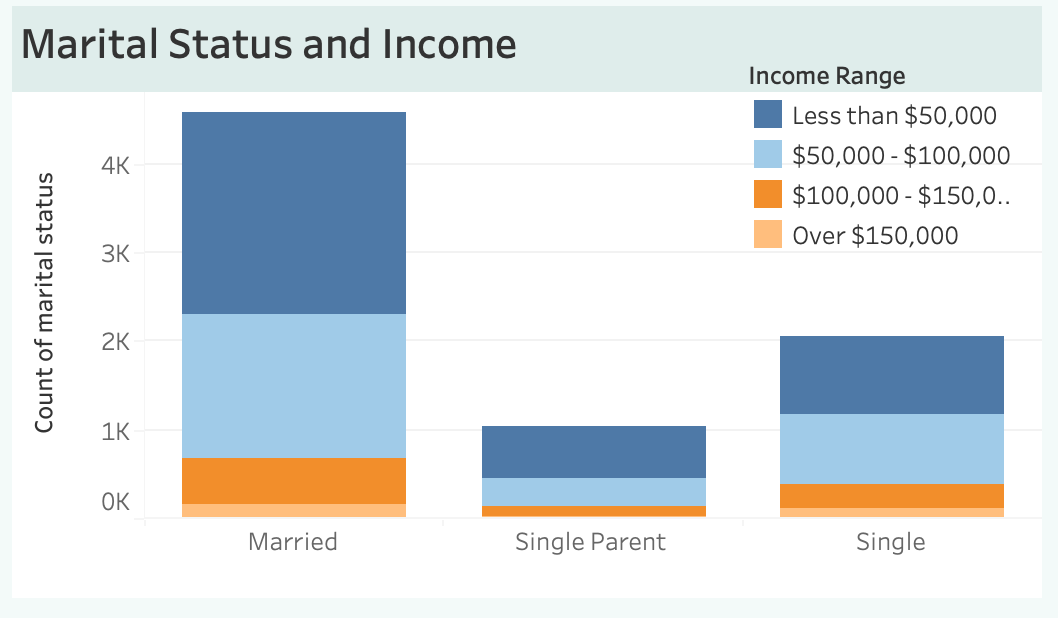 Marital Status and Income
Income Range
Less than $50,000
$50,000 - $100,000
$100,000 - $150,0..
Over $150,000
Count of marital status
4K
3K
2K
1K
0K
Married
Single Parent
Single